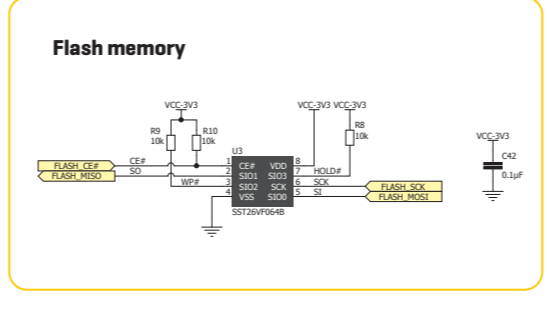 Flash memory
VCC-3V3
VCC-3V3 VCC-3V3
R9
10k
R10
10k
R8
10k
VCC-3V3
C42
0.1µF
U3
FLASH_CE#
CE#
1
CE#
VDD
8
FLASH_MISO
SO
2
SIO1
SIO3
7
HOLD#
WP#
3
SIO2
SCK
6
SCK
FLASH_SCK
4
VSS
SIO0
5
SI
FLASH_MOSI
SST26VF064B